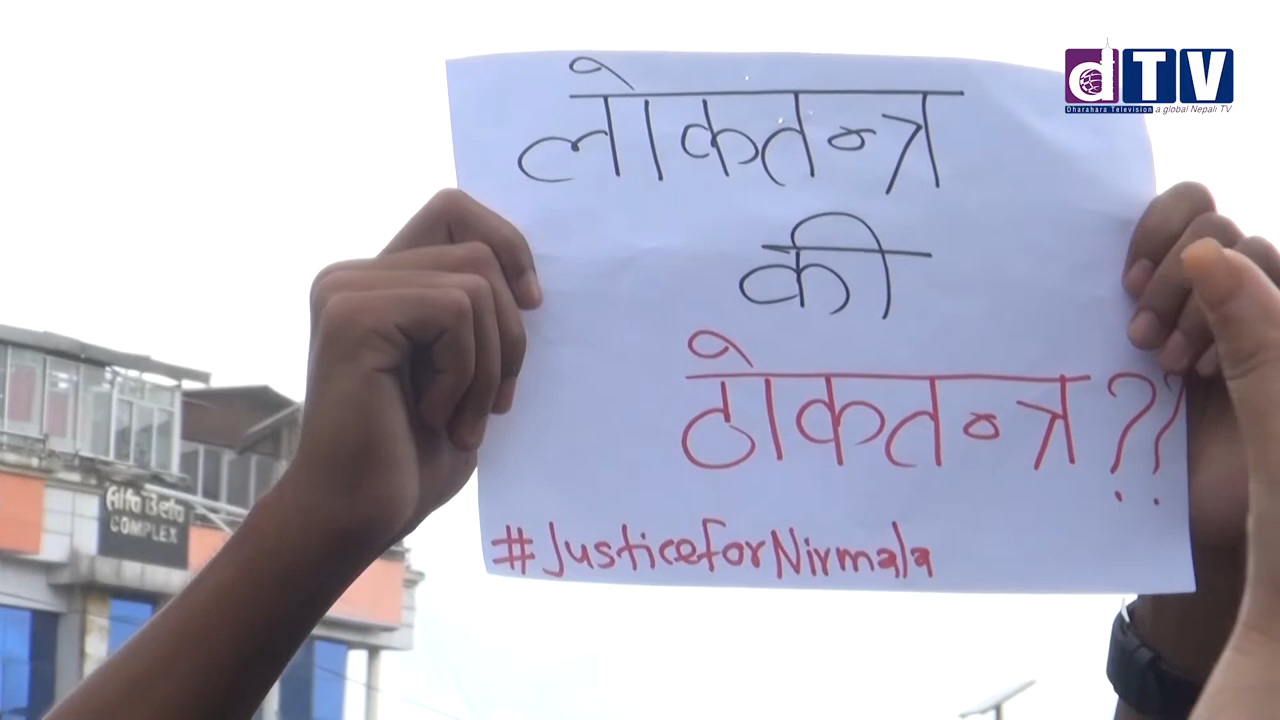 लोकतन्त्र
की
ठोकतन्त्र??
#JusticeforNirmala
dTV
Dharahara Television a global Nepali TV
Alfa Beta
COMPLEX